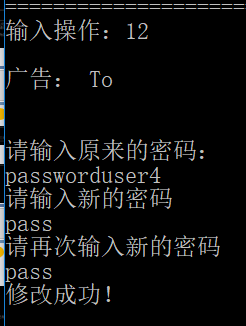 ====================
输入操作：12
广告： To
请输入原来的密码：
passworduser4
请输入新的密码
pass
请再次输入新的密码
pass
修改成功！